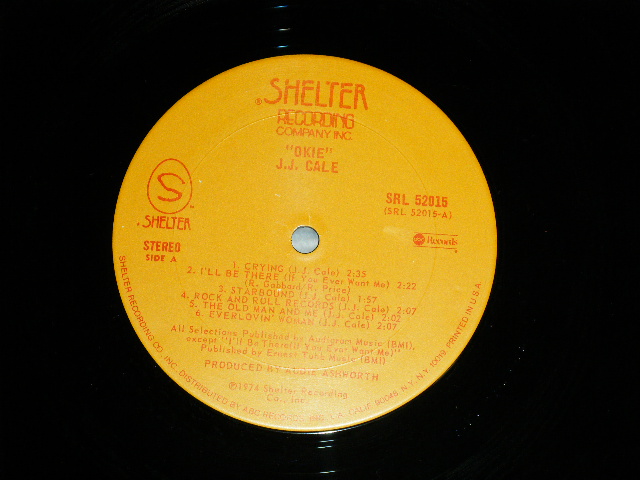 ® SHELTER
RECORDING
COMPANY INC.
"OKIE"
J.J. CALE
S
SHELTER
STEREO
SIDE A
SRL 52015
(SRL 52015-A)
abc Records
1. CRYING (J.J. Cale) 2:35
2. I'LL BE THERE (If You Ever Want Me) 2:22
(R. Gabbard/R. Price)
3. STARBOUND (J.J. Cale) 1:57
4. ROCK AND RULL RECORDS (J.J. Cale) 2:07
5. THE OLD MAN AND ME (J.J. Cale) 2:02
6. EVERLOVIN' WOMAN (J.J. Cale) 2:07
All Selections Published by Audigram Music (BMI),
except "I'll Be There (If You Ever Want Me)"
Published by Ernest Tubb Music (BMI)
PRODUCED BY AUDIE ASHWORTH
℗1974 Shelter Recording
Co., Inc.
SHELTER RECORDING CO., INC. DISTRIBUTED BY ABC RECORDS, INC. L.A. CALIF. 90048 N.Y. N.Y. 10019 PRINTED IN U.S.A.